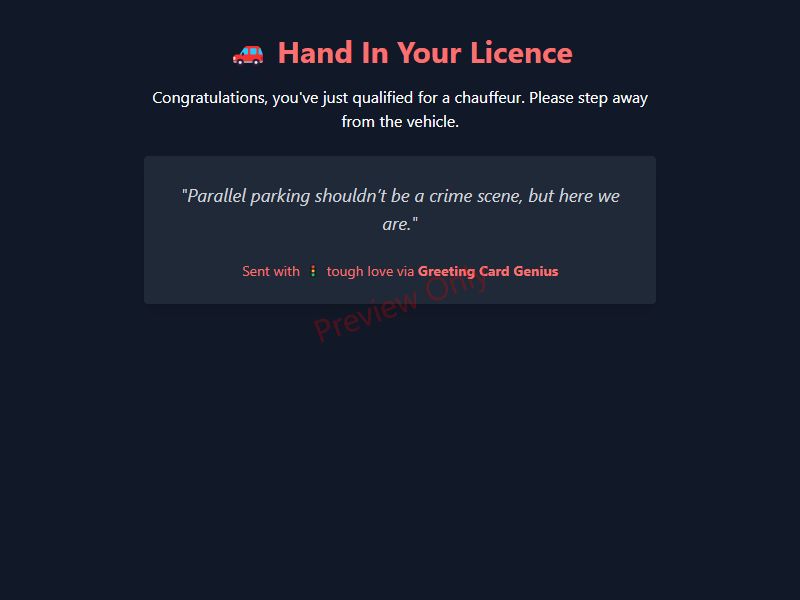 🚗 Hand In Your Licence
Congratulations, you've just qualified for a chauffeur. Please step away
from the vehicle.
"Parallel parking shouldn't be a crime scene, but here we
are."
Sent with 🚦 tough love via Greeting Card Genius
Preview Only